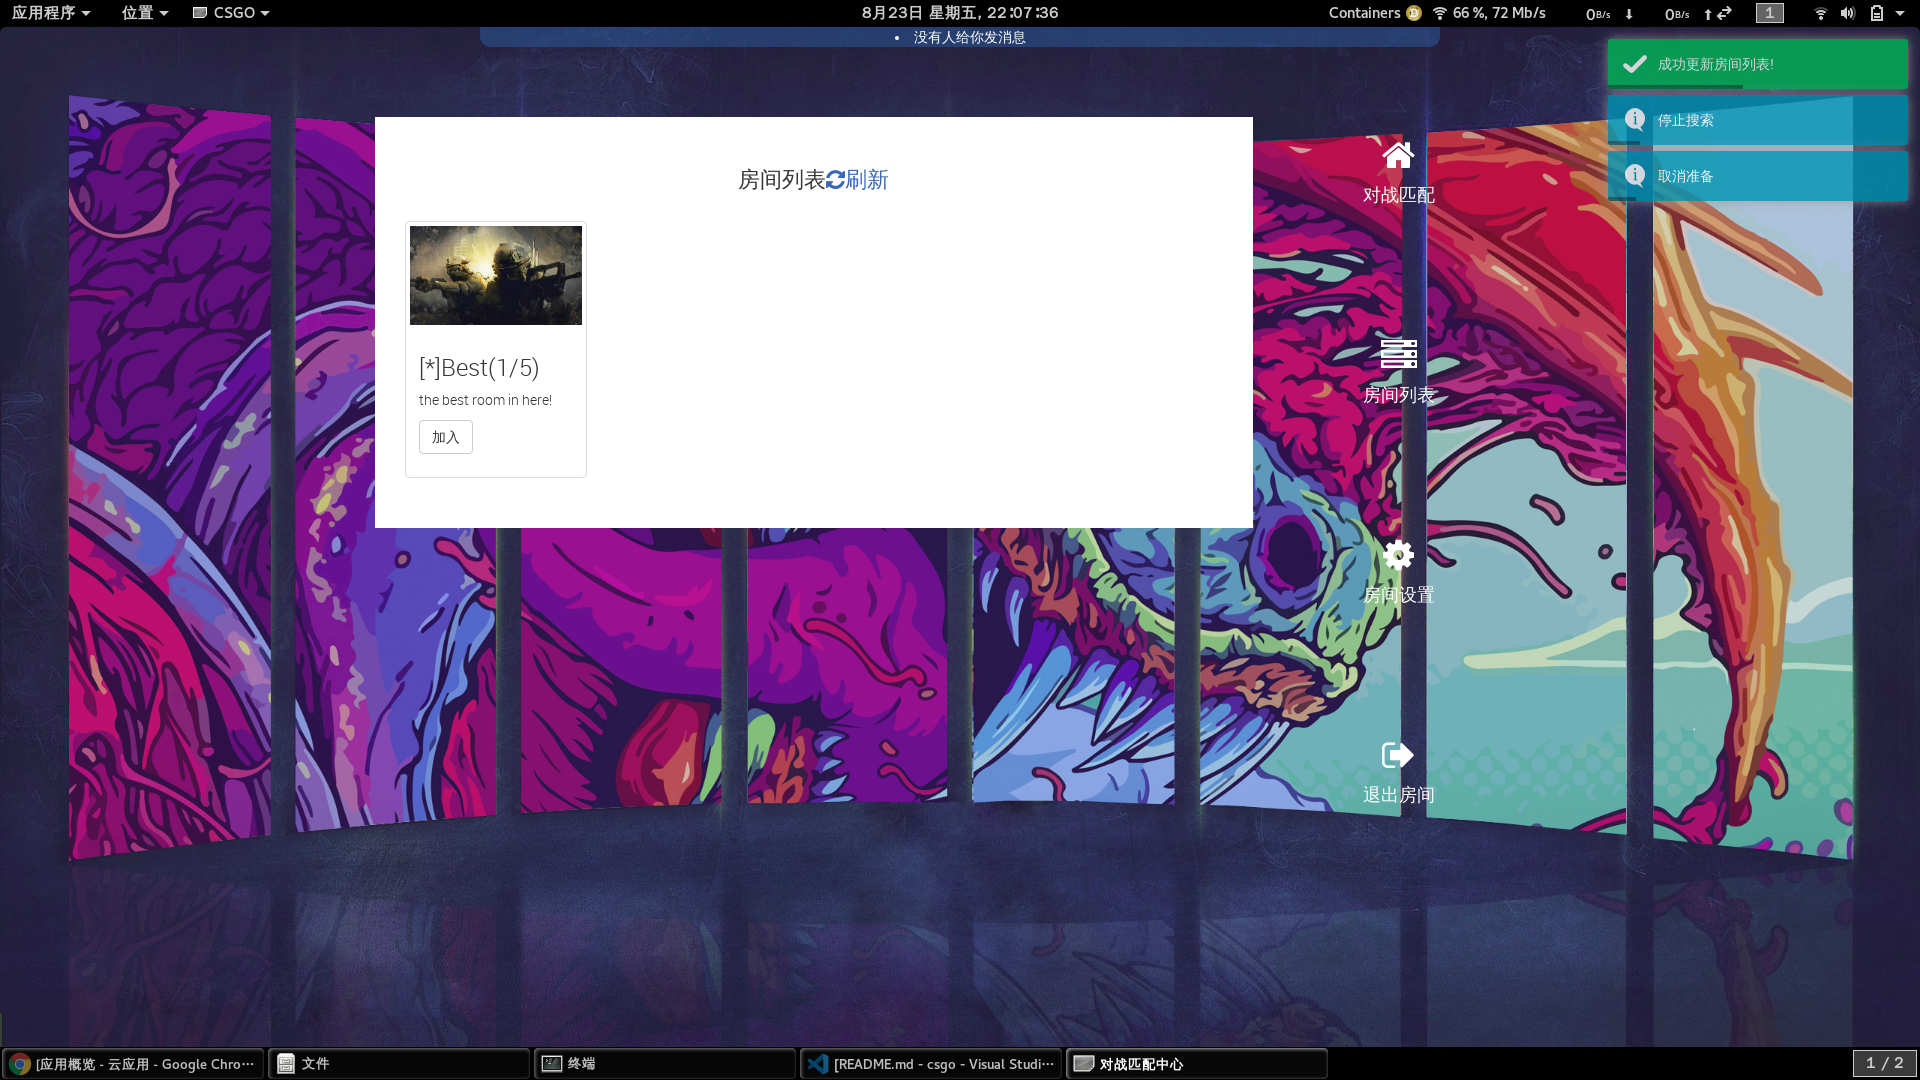 应用程序 位置 CSGO 8月23日 星期五, 22:07:36 Containers 66 %, 72 Mb/s 0B/s 0B/s 1
没有人给你发消息
成功更新房间列表!
停止搜索
取消准备
房间列表刷新
[*]Best(1/5)
the best room in here!
加入
对战匹配
房间列表
房间设置
退出房间
[应用概览 - 云应用 - Google Chro··· 文件 终端 [README.md - csgo - Visual Studi··· 对战匹配中心 1 / 2